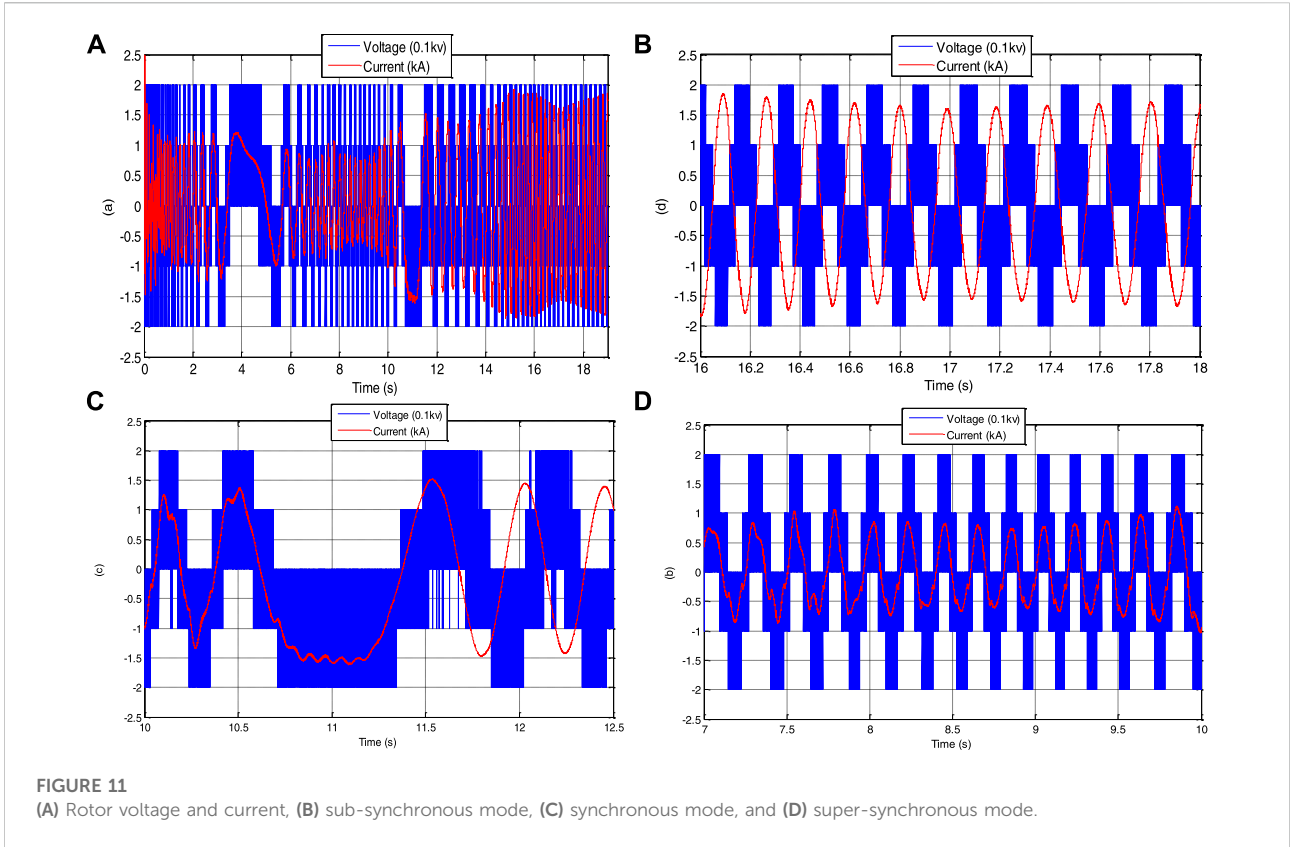 A
Voltage (0.1kv)
Current (kA)
2.5
2
1.5
1
0.5
0
-0.5
-1
-1.5
-2
-2.5
(a)
0 2 4 6 8 10 12 14 16 18
Time (s)
B
Voltage (0.1kv)
Current (kA)
2.5
2
1.5
1
0.5
0
-0.5
-1
-1.5
-2
-2.5
(d)
16 16.2 16.4 16.6 16.8 17 17.2 17.4 17.6 17.8 18
Time (s)
C
Voltage (0.1kv)
Current (kA)
2.5
2
1.5
1
0.5
0
-0.5
-1
-1.5
-2
-2.5
(c)
10 10.5 11 11.5 12 12.5
Time (s)
D
Voltage (0.1kv)
Current (kA)
2.5
2
1.5
1
0.5
0
-0.5
-1
-1.5
-2
-2.5
(b)
7 7.5 8 8.5 9 9.5 10
Time (s)
FIGURE 11
(A) Rotor voltage and current, (B) sub-synchronous mode, (C) synchronous mode, and (D) super-synchronous mode.